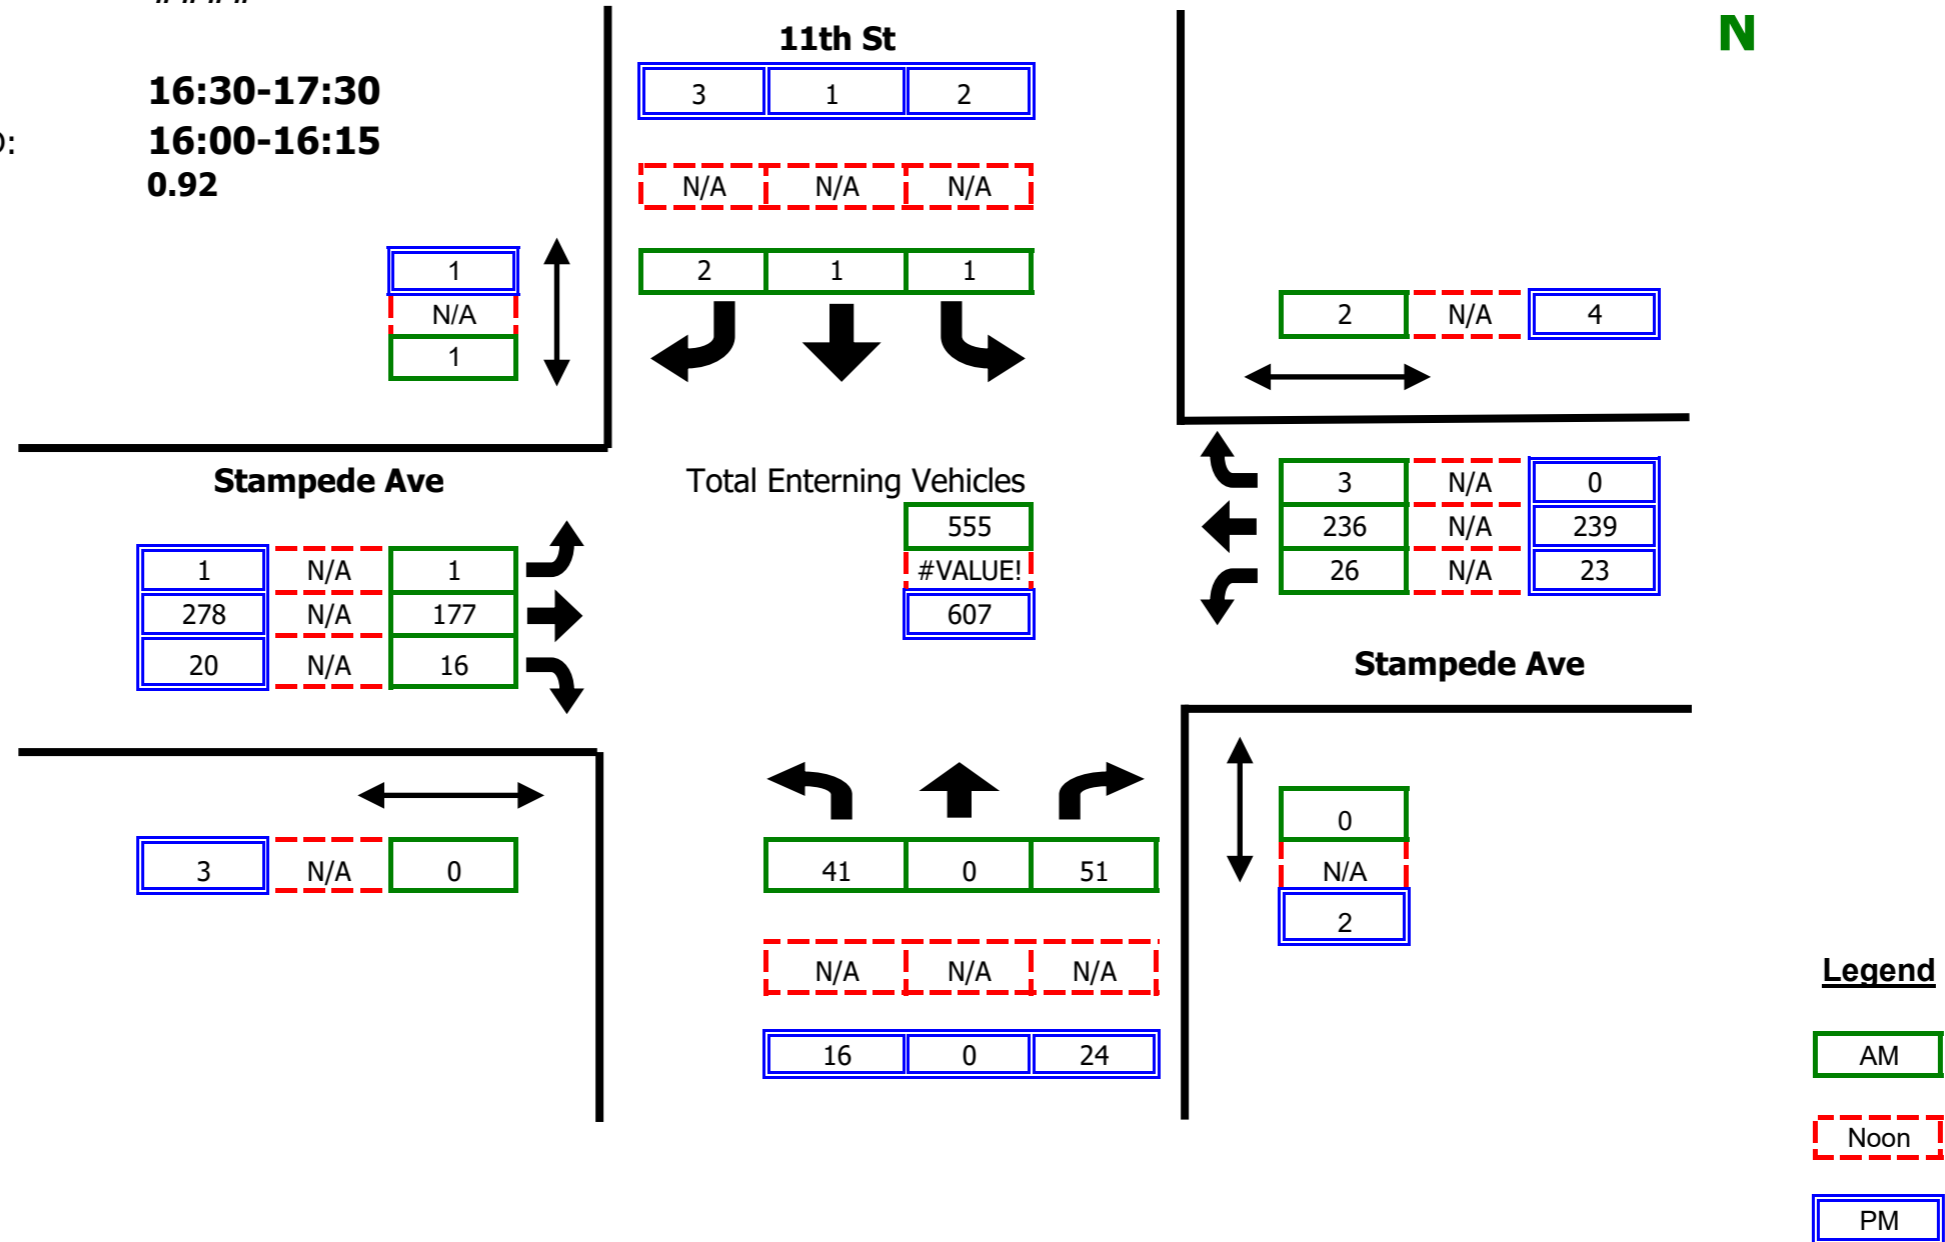 11th St
N
16:30-17:30
3 1 2
16:00-16:15
0.92
N/A N/A N/A
1
N/A
1
2 1 1
2 N/A 4
Stampede Ave
Total Enterning Vehicles
555
#VALUE!
607
3 N/A 0
236 N/A 239
26 N/A 23
1 N/A 1
278 N/A 177
20 N/A 16
Stampede Ave
3 N/A 0
41 0 51
0
N/A
2
N/A N/A N/A
16 0 24
Legend
AM
Noon
PM